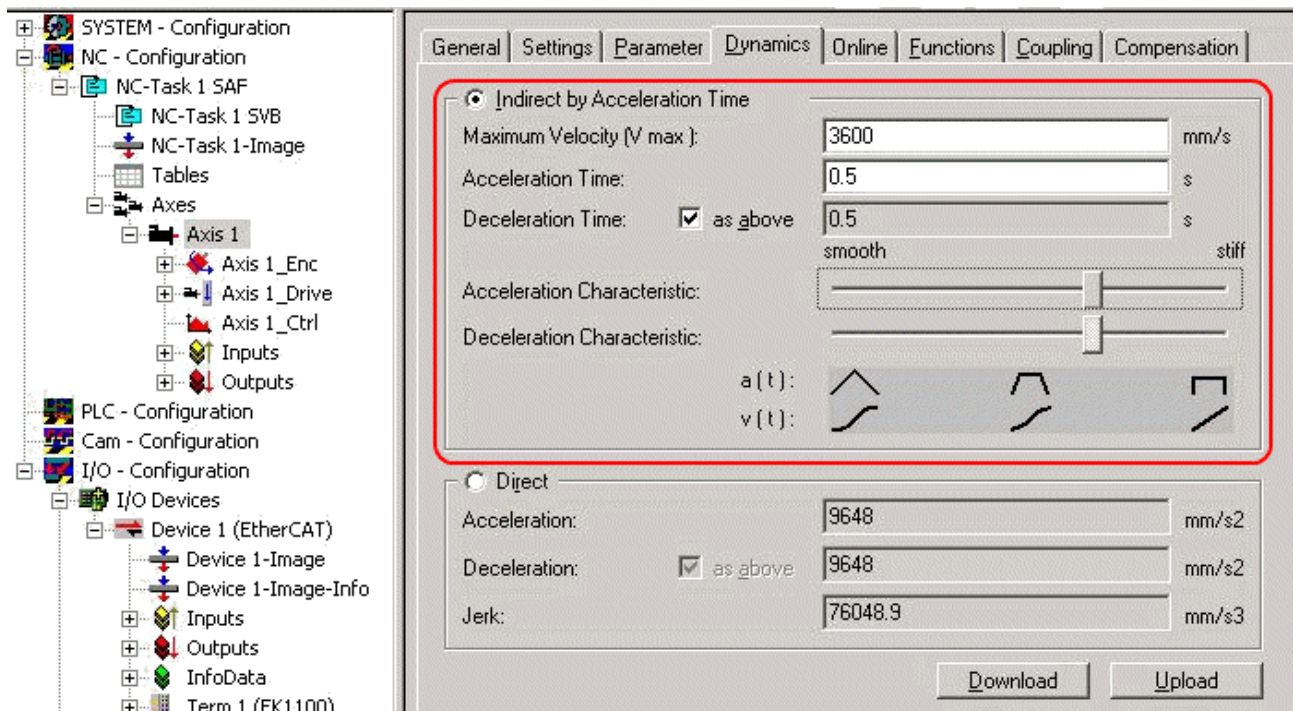 SYSTEM - Configuration
NC - Configuration
NC-Task 1 SAF
NC-Task 1 SVB
NC-Task 1-Image
Tables
Axes
Axis 1
Axis 1_Enc
Axis 1_Drive
Axis 1_Ctrl
Inputs
Outputs
PLC - Configuration
Cam - Configuration
I/O - Configuration
I/O Devices
Device 1 (EtherCAT)
Device 1-Image
Device 1-Image-Info
Inputs
Outputs
InfoData
Term 1 (EK1100)
General Settings Parameter Dynamics Online Functions Coupling Compensation
Indirect by Acceleration Time
Maximum Velocity (V max ): 3600 mm/s
Acceleration Time: 0.5 s
Deceleration Time: as above 0.5 s
smooth stiff
Acceleration Characteristic:
Deceleration Characteristic:
a(t):
v(t):
Direct
Acceleration: 9648 mm/s2
Deceleration: as above 9648 mm/s2
Jerk: 76048.9 mm/s3
Download Upload